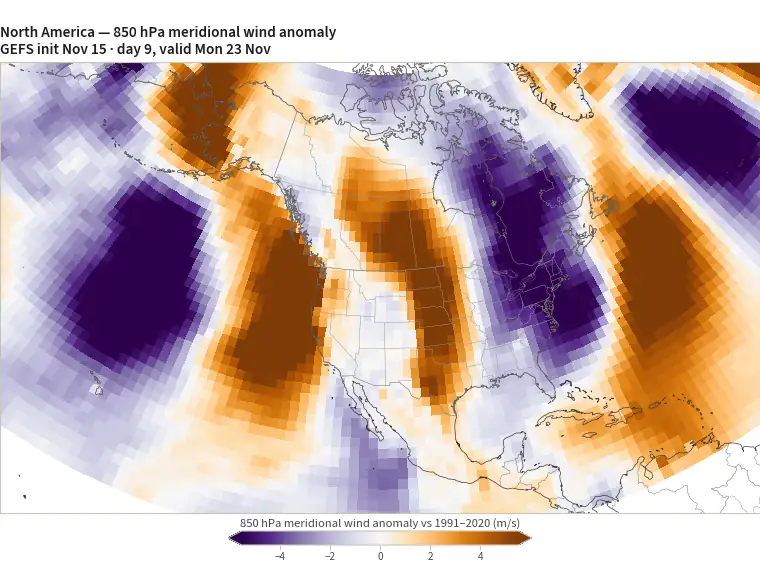 North America — 850 hPa meridional wind anomaly
GEFS init Nov 15 · day 9, valid Mon 23 Nov
850 hPa meridional wind anomaly vs 1991–2020 (m/s)
−4 −2 0 2 4